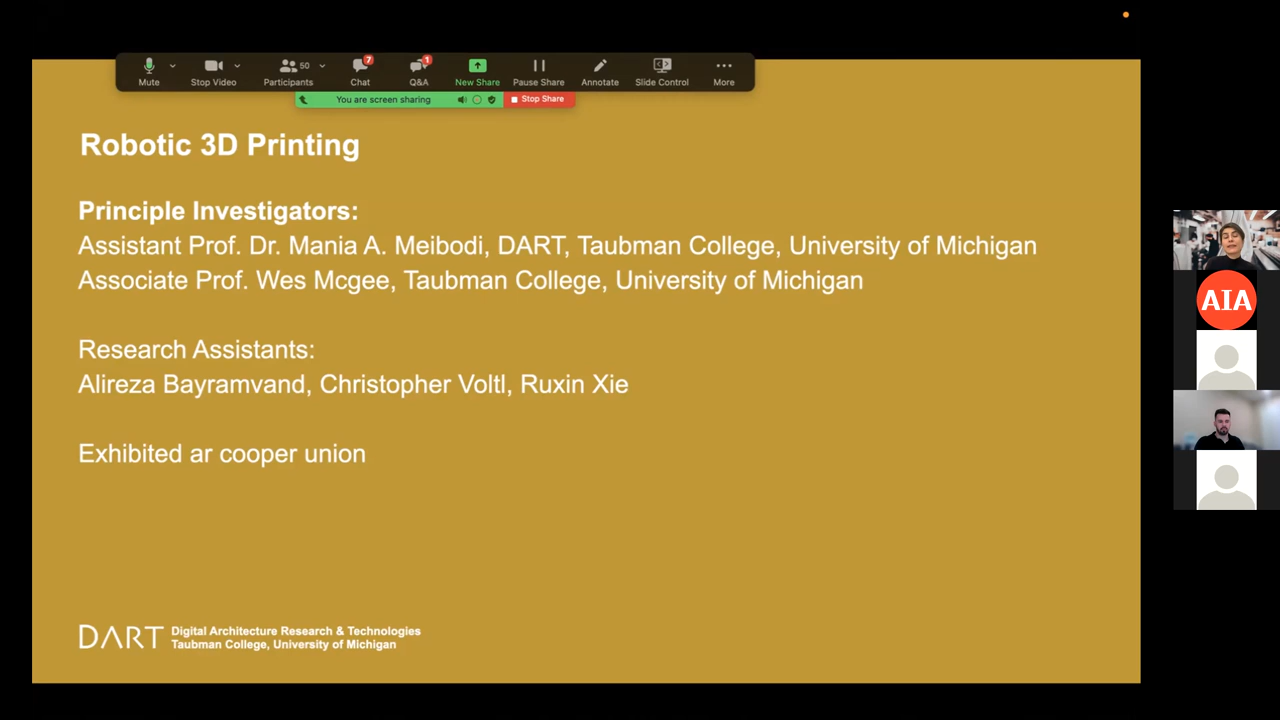 Mute
Stop Video
Participants
50
Chat
7
Q&A
1
New Share
Pause Share
Annotate
Slide Control
More
You are screen sharing
Stop Share
Robotic 3D Printing
Principle Investigators:
Assistant Prof. Dr. Mania A. Meibodi, DART, Taubman College, University of Michigan
Associate Prof. Wes Mcgee, Taubman College, University of Michigan
Research Assistants:
Alireza Bayramvand, Christopher Voltl, Ruxin Xie
Exhibited ar cooper union
DART
Digital Architecture Research & Technologies
Taubman College, University of Michigan
AIA